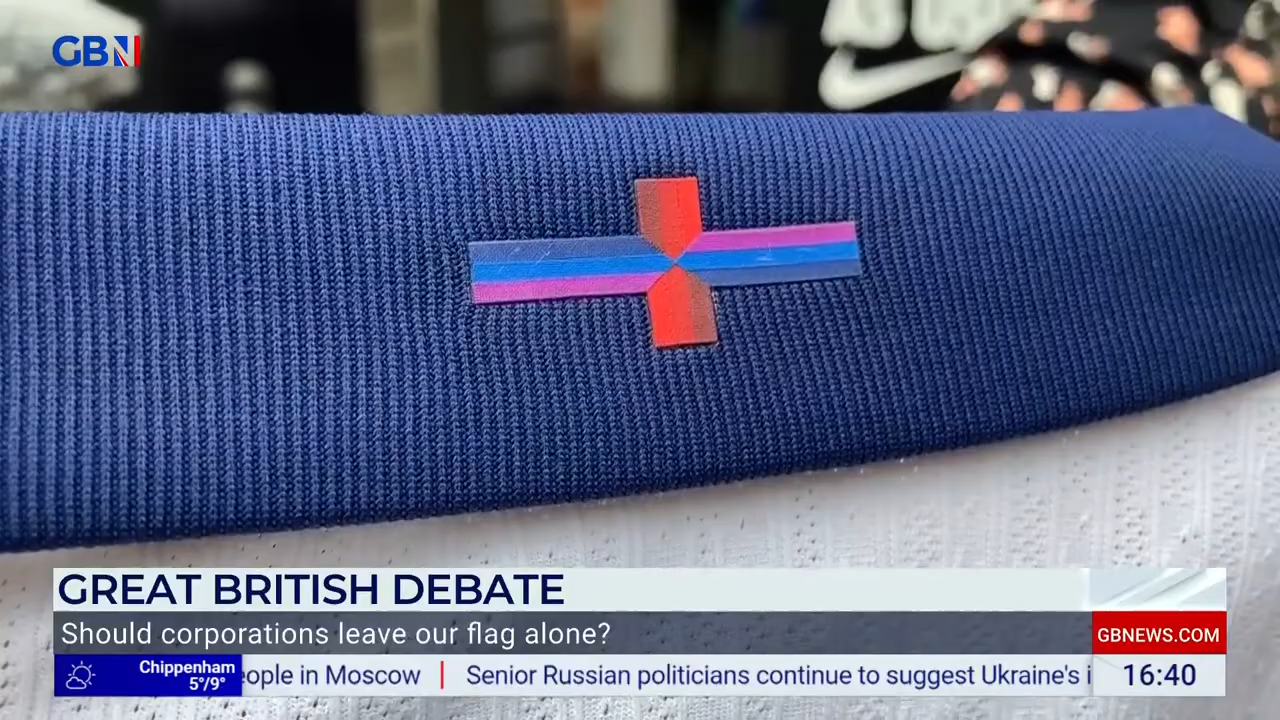 GBN
GREAT BRITISH DEBATE
Should corporations leave our flag alone?
GBNEWS.COM
Chippenham
5°/9°
eople in Moscow | Senior Russian politicians continue to suggest Ukraine's i
16:40